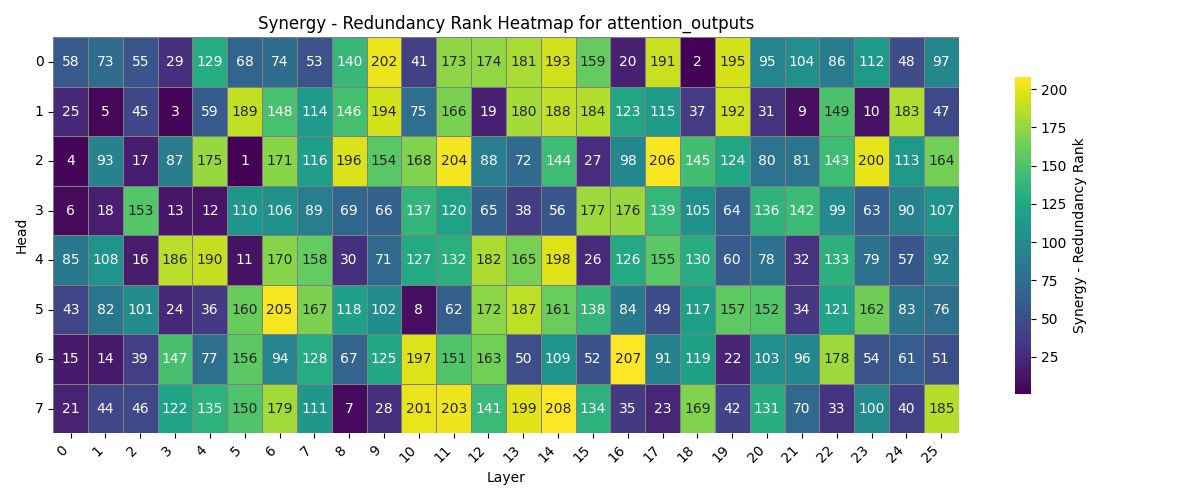 Synergy - Redundancy Rank Heatmap for attention_outputs
Head
0 58 73 55 29 129 68 74 53 140 202 41 173 174 181 193 159 20 191 2 195 95 104 86 112 48 97
1 25 5 45 3 59 189 148 114 146 194 75 166 19 180 188 184 123 115 37 192 31 9 149 10 183 47
2 4 93 17 87 175 1 171 116 196 154 168 204 88 72 144 27 98 206 145 124 80 81 143 200 113 164
3 6 18 153 13 12 110 106 89 69 66 137 120 65 38 56 177 176 139 105 64 136 142 99 63 90 107
4 85 108 16 186 190 11 170 158 30 71 127 132 182 165 198 26 126 155 130 60 78 32 133 79 57 92
5 43 82 101 24 36 160 205 167 118 102 8 62 172 187 161 138 84 49 117 157 152 34 121 162 83 76
6 15 14 39 147 77 156 94 128 67 125 197 151 163 50 109 52 207 91 119 22 103 96 178 54 61 51
7 21 44 46 122 135 150 179 111 7 28 201 203 141 199 208 134 35 23 169 42 131 70 33 100 40 185
0 1 2 3 4 5 6 7 8 9 10 11 12 13 14 15 16 17 18 19 20 21 22 23 24 25
Layer
200
175
150
125
100
75
50
25
Synergy - Redundancy Rank